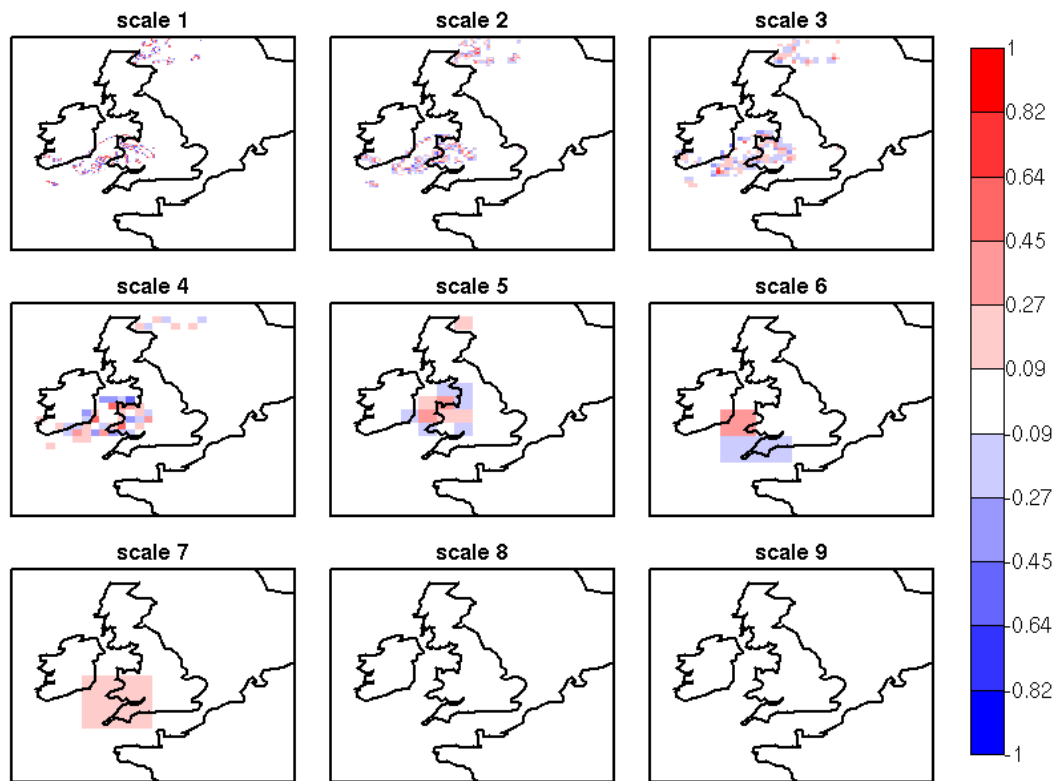 scale 1
scale 2
scale 3
scale 4
scale 5
scale 6
scale 7
scale 8
scale 9
1
0.82
0.64
0.45
0.27
0.09
-0.09
-0.27
-0.45
-0.64
-0.82
-1